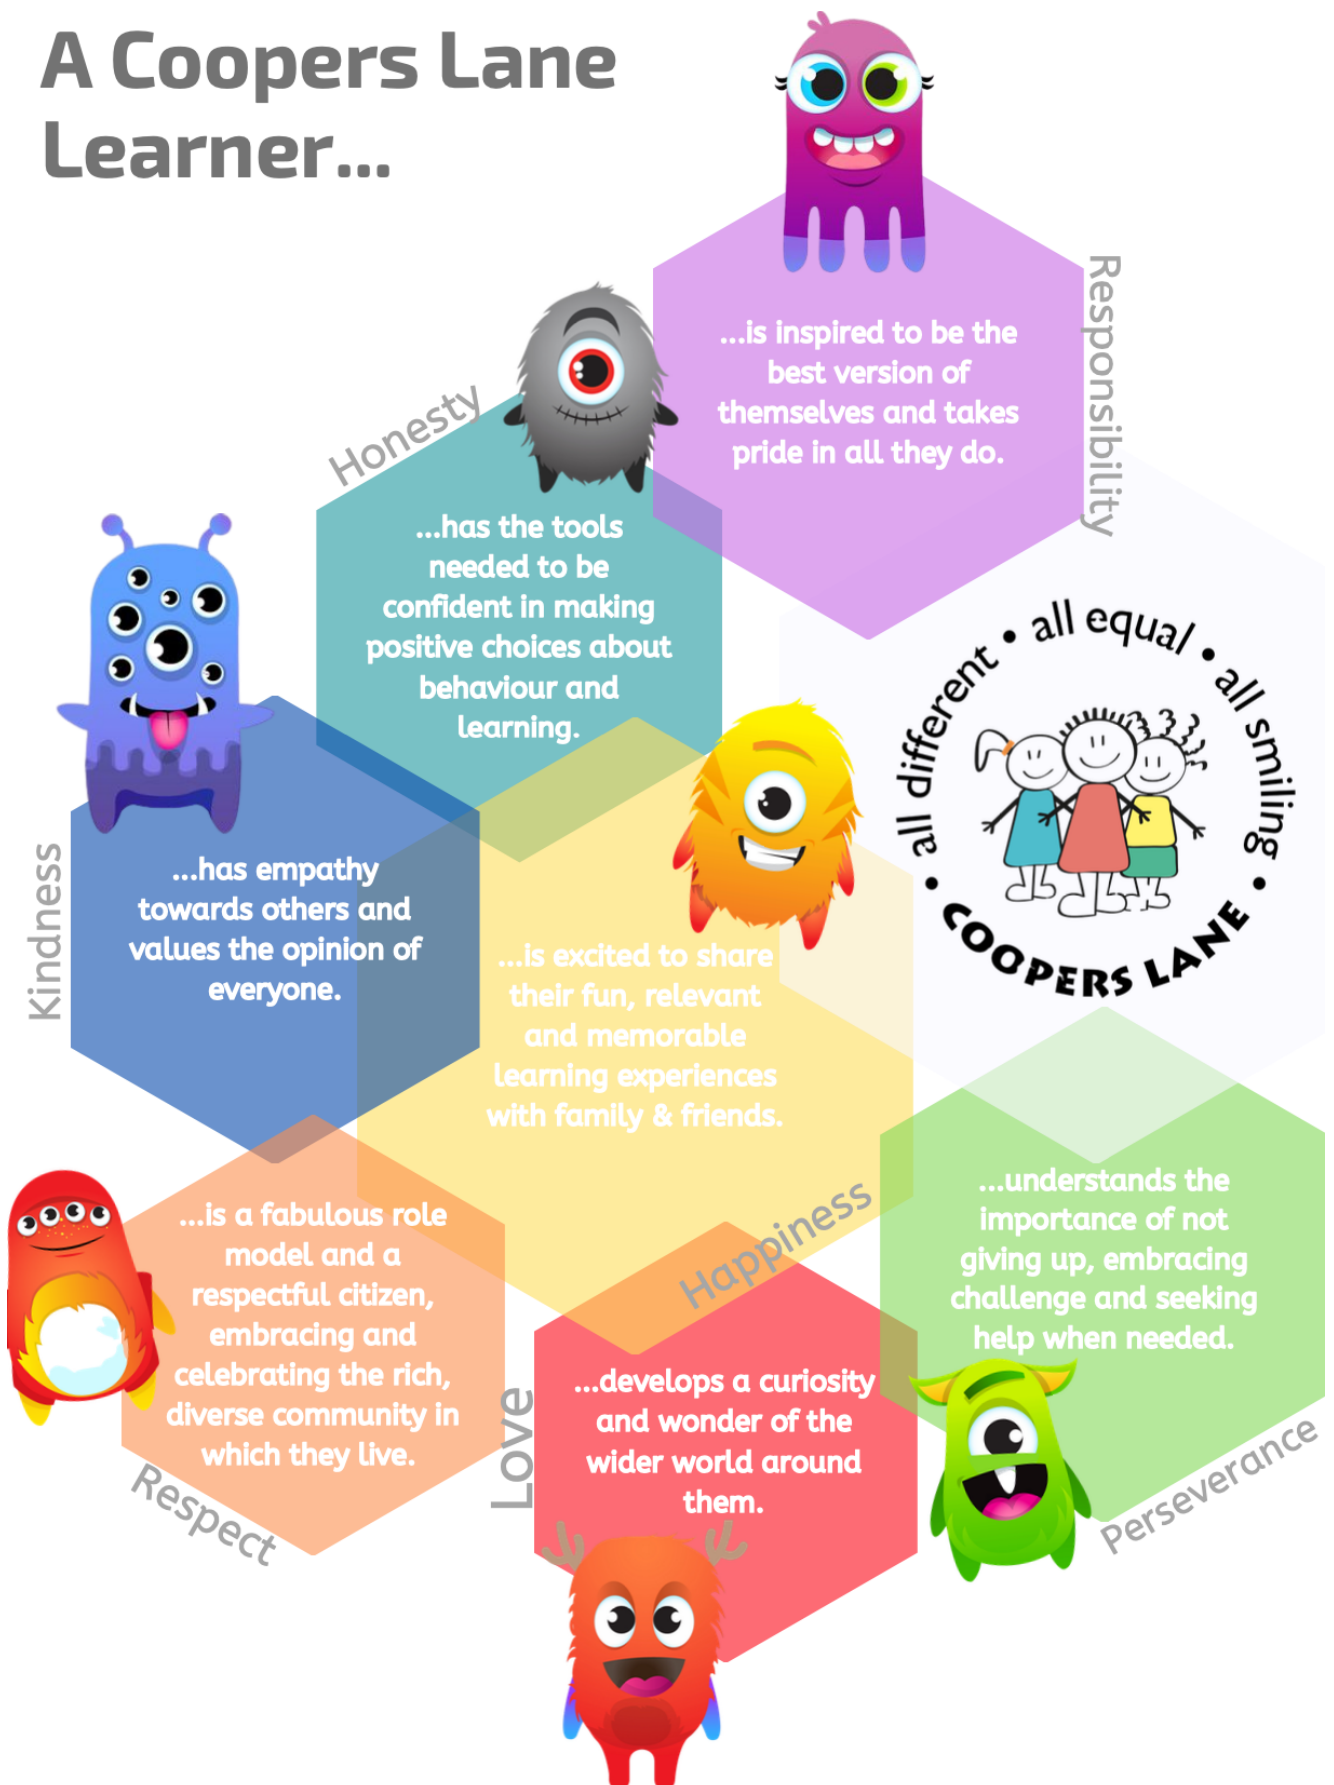 A Coopers Lane
Learner...
Responsibility
...is inspired to be the
best version of
themselves and takes
pride in all they do.
Honesty
...has the tools
needed to be
confident in making
positive choices about
behaviour and
learning.
all different • all equal • all smiling
• COOPERS LANE •
Kindness
...has empathy
towards others and
values the opinion of
everyone.
...is excited to share
their fun, relevant
and memorable
learning experiences
with family & friends.
Happiness
...understands the
importance of not
giving up, embracing
challenge and seeking
help when needed.
Perseverance
...is a fabulous role
model and a
respectful citizen,
embracing and
celebrating the rich,
diverse community in
which they live.
Respect
Love
...develops a curiosity
and wonder of the
wider world around
them.